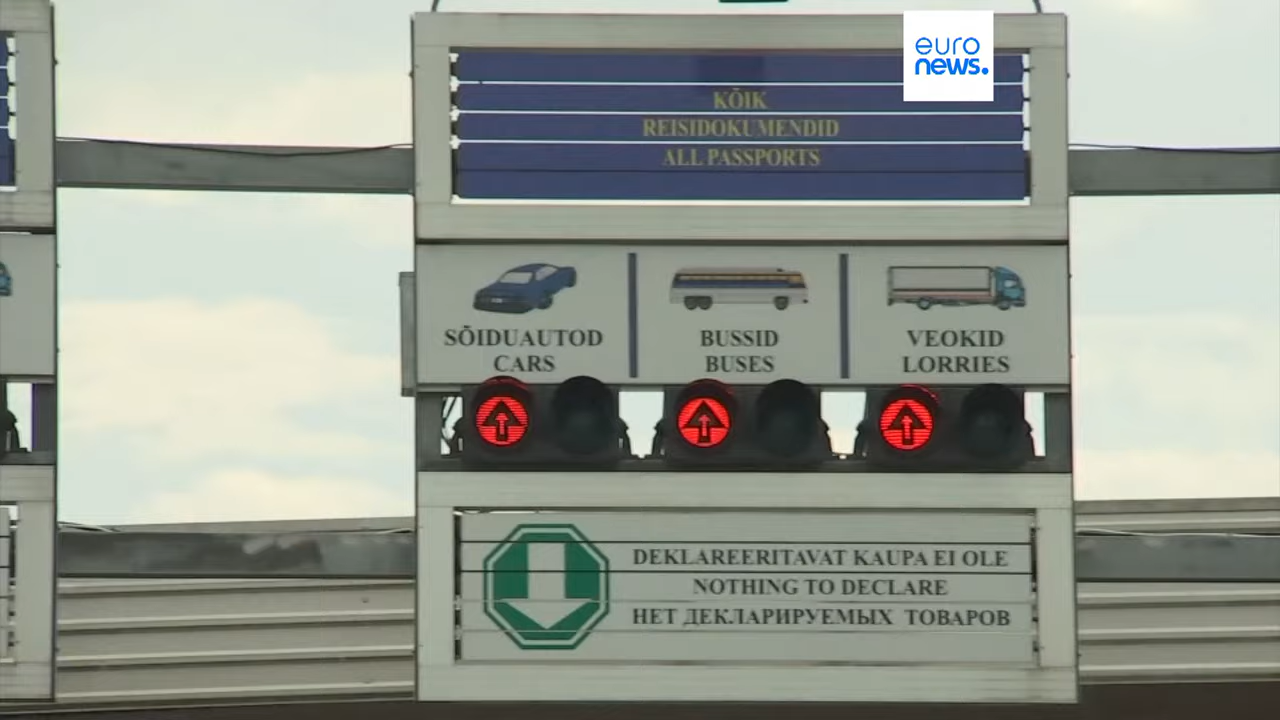 euro
news.
KÕIK
REISIDOKUMENDID
ALL PASSPORTS
SÕIDUAUTOD
CARS
BUSSID
BUSES
VEOKID
LORRIES
DEKLAREERITAVAT KAUPA EI OLE
NOTHING TO DECLARE
НЕТ ДЕКЛАРИРУЕМЫХ ТОВАРОВ